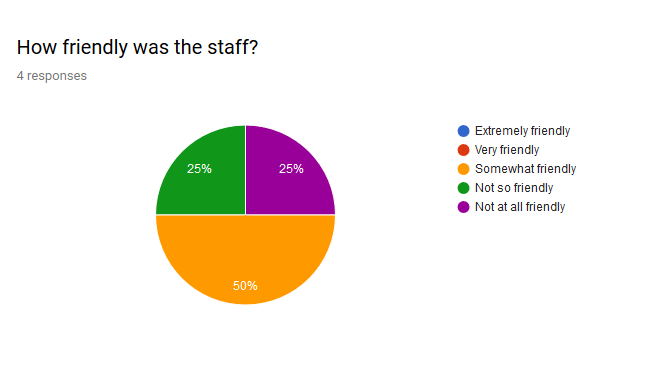 How friendly was the staff?
4 responses
25%
25%
50%
Extremely friendly
Very friendly
Somewhat friendly
Not so friendly
Not at all friendly